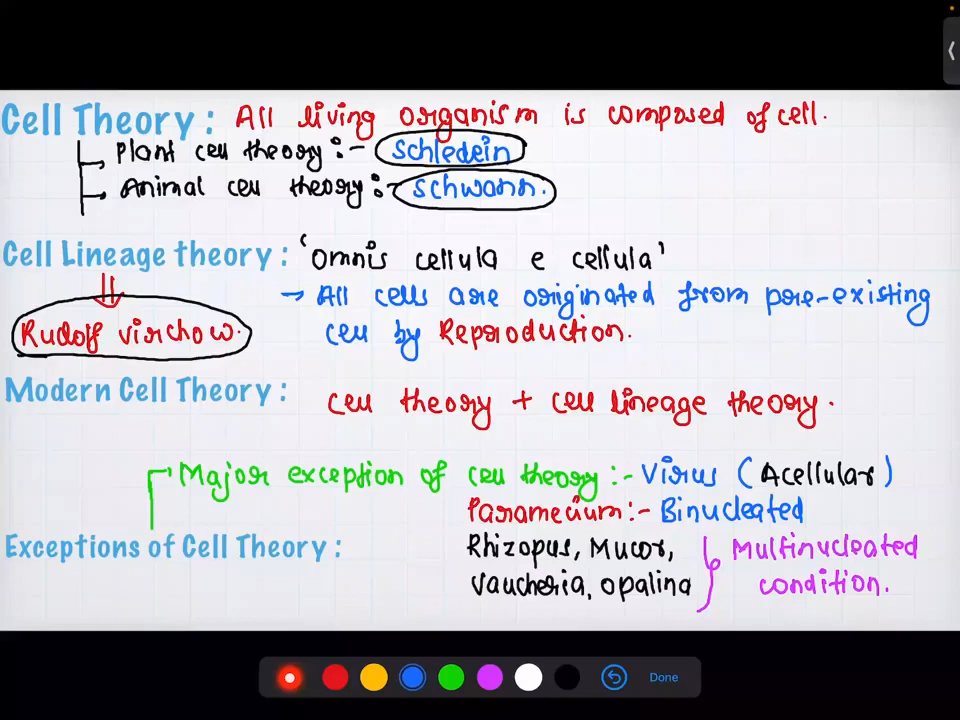 Cell Theory : All living organism is composed of cell.
Plant cell theory :- Schledein
Animal cell theory :- Schwann.
Cell Lineage theory : 'Omnis cellula e cellula'
→ All cells are originated from pre-existing
Rudolf virchow. cell by Reproduction.
Modern Cell Theory : cell theory + cell lineage theory.
Major exception of cell theory :- Virus (Acellular)
Paramecium :- Binucleated
Exceptions of Cell Theory : Rhizopus, Mucor, Multinucleated
Vaucheria, opalina condition.
Done